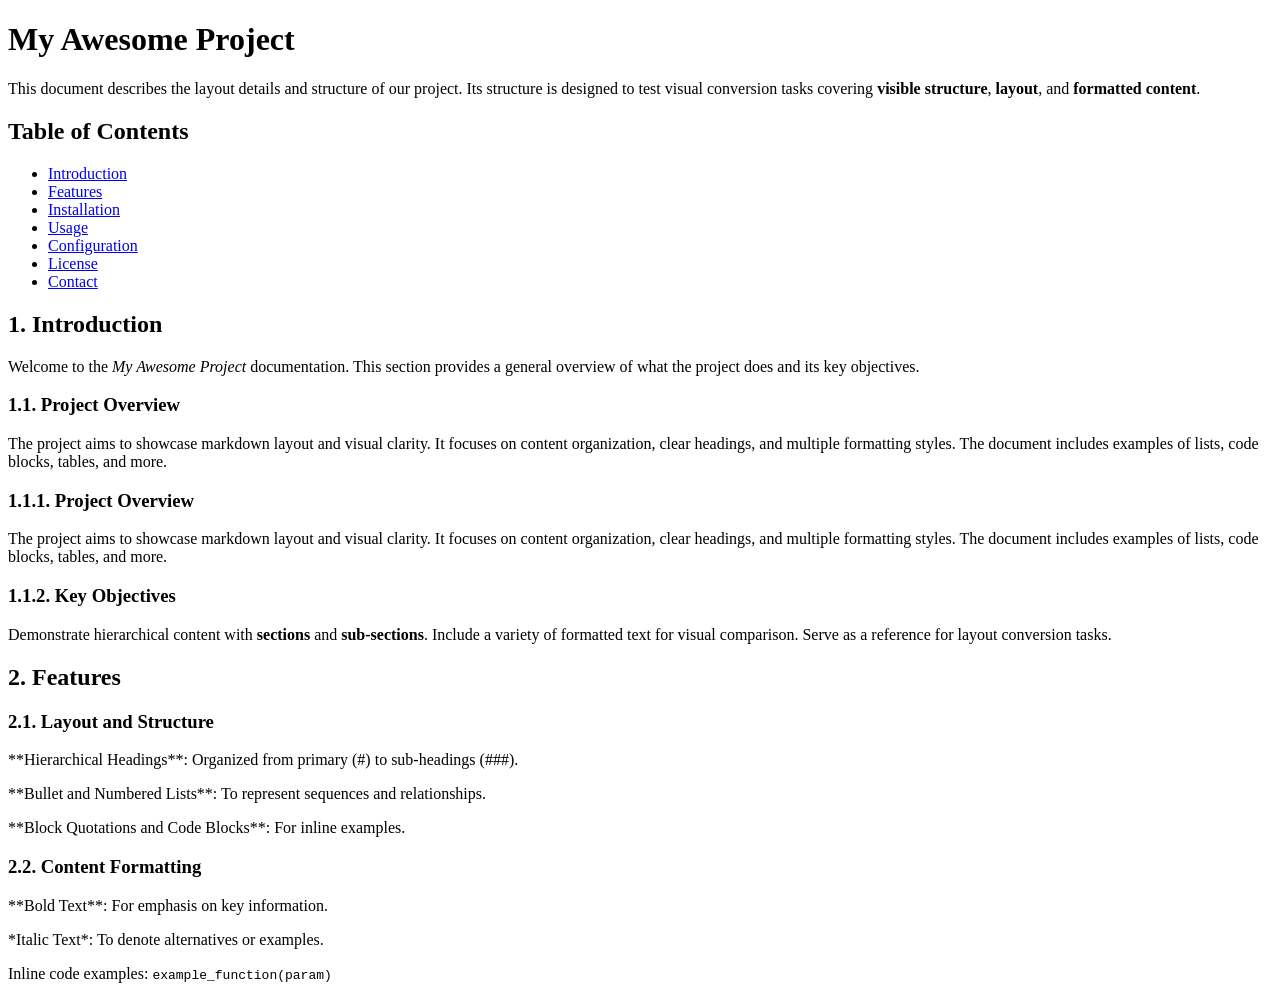 My Awesome Project
This document describes the layout details and structure of our project. Its structure is designed to test visual conversion tasks covering visible structure, layout, and formatted content.
Table of Contents
Introduction
Features
Installation
Usage
Configuration
License
Contact
1. Introduction
Welcome to the My Awesome Project documentation. This section provides a general overview of what the project does and its key objectives.
1.1. Project Overview
The project aims to showcase markdown layout and visual clarity. It focuses on content organization, clear headings, and multiple formatting styles. The document includes examples of lists, code
blocks, tables, and more.
1.1.1. Project Overview
The project aims to showcase markdown layout and visual clarity. It focuses on content organization, clear headings, and multiple formatting styles. The document includes examples of lists, code
blocks, tables, and more.
1.1.2. Key Objectives
Demonstrate hierarchical content with sections and sub-sections. Include a variety of formatted text for visual comparison. Serve as a reference for layout conversion tasks.
2. Features
2.1. Layout and Structure
**Hierarchical Headings**: Organized from primary (#) to sub-headings (###).
**Bullet and Numbered Lists**: To represent sequences and relationships.
**Block Quotations and Code Blocks**: For inline examples.
2.2. Content Formatting
**Bold Text**: For emphasis on key information.
*Italic Text*: To denote alternatives or examples.
Inline code examples: example_function(param)